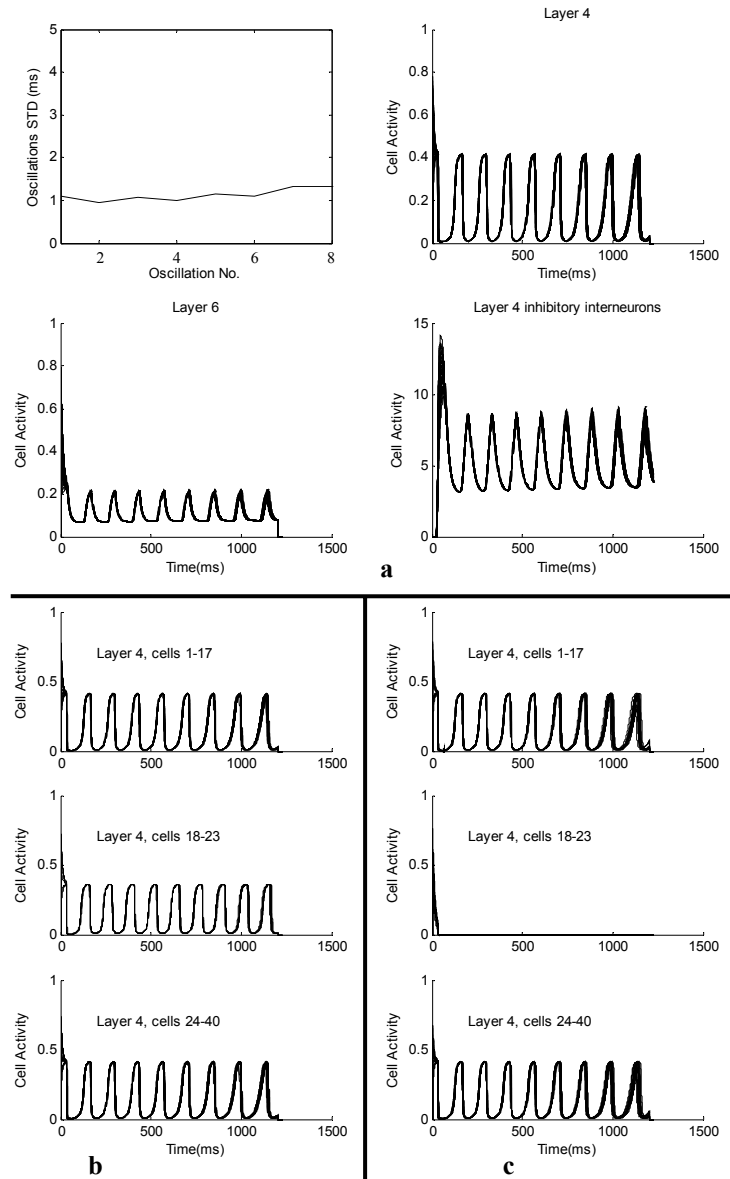 5
4
3
2
1
0
Oscillations STD (ms)
2 4 6 8
Oscillation No.
Layer 4
1
0.8
0.6
0.4
0.2
0
Cell Activity
0 500 1000 1500
Time(ms)
Layer 6
1
0.8
0.6
0.4
0.2
0
Cell Activity
0 500 1000 1500
Time(ms)
Layer 4 inhibitory interneurons
15
10
5
0
Cell Activity
0 500 1000 1500
Time(ms)
a
1
0.5
0
Cell Activity
Layer 4, cells 1-17
0 500 1000 1500
1
0.5
0
Cell Activity
Layer 4, cells 18-23
0 500 1000 1500
1
0.5
0
Cell Activity
Layer 4, cells 24-40
0 500 1000 1500
Time(ms)
b
1
0.5
0
Cell Activity
Layer 4, cells 1-17
0 500 1000 1500
1
0.5
0
Cell Activity
Layer 4, cells 18-23
0 500 1000 1500
1
0.5
0
Cell Activity
Layer 4, cells 24-40
0 500 1000 1500
Time(ms)
c